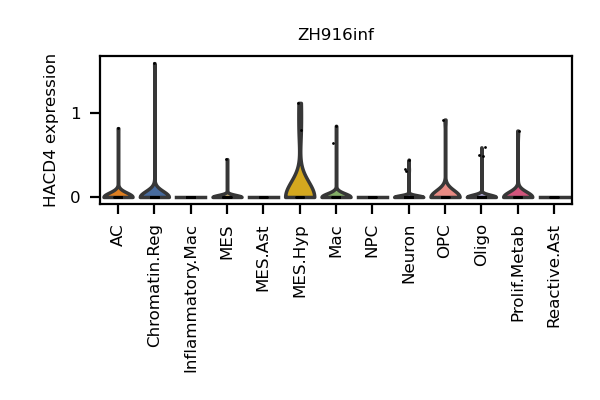 ZH916inf
HACD4 expression
1
0
AC
Chromatin.Reg
Inflammatory.Mac
MES
MES.Ast
MES.Hyp
Mac
NPC
Neuron
OPC
Oligo
Prolif.Metab
Reactive.Ast